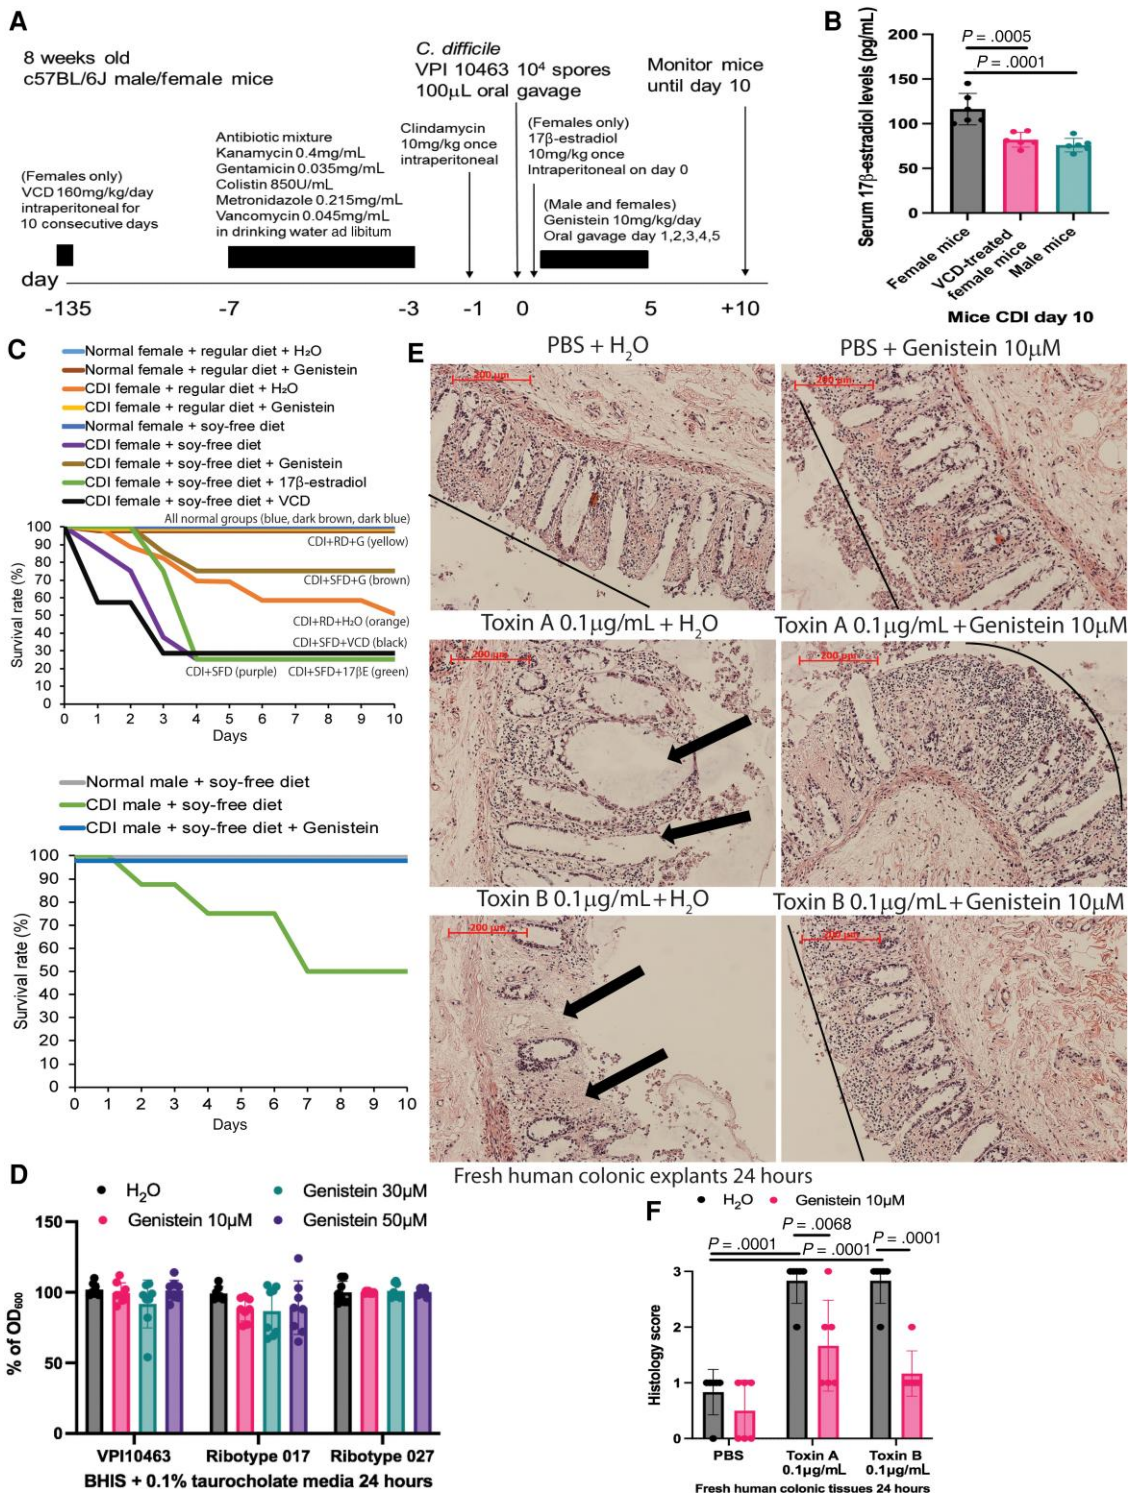 A
8 weeks old
c57BL/6J male/female mice
C. difficile
VPI 10463 10⁴ spores
100µL oral gavage
Monitor mice
until day 10
(Females only)
VCD 160mg/kg/day
intraperitoneal for
10 consecutive days
Antibiotic mixture
Kanamycin 0.4mg/mL
Gentamicin 0.035mg/mL
Colistin 850U/mL
Metronidazole 0.215mg/mL
Vancomycin 0.045mg/mL
in drinking water ad libitum
Clindamycin
10mg/kg once
intraperitoneal
(Females only)
17β-estradiol
10mg/kg once
Intraperitoneal on day 0
(Male and females)
Genistein 10mg/kg/day
Oral gavage day 1,2,3,4,5
day
-135 -7 -3 -1 0 5 +10
B
Serum 17β-estradiol levels (pg/mL)
200
150
100
50
0
P = .0005
P = .0001
Female mice
VCD-treated
female mice
Male mice
Mice CDI day 10
C
Normal female + regular diet + H₂O
Normal female + regular diet + Genistein
CDI female + regular diet + H₂O
CDI female + regular diet + Genistein
Normal female + soy-free diet
CDI female + soy-free diet
CDI female + soy-free diet + Genistein
CDI female + soy-free diet + 17β-estradiol
CDI female + soy-free diet + VCD
Survival rate (%)
100
90
80
70
60
50
40
30
20
10
0
All normal groups (blue, dark brown, dark blue)
CDI+RD+G (yellow)
CDI+SFD+G (brown)
CDI+RD+H₂O (orange)
CDI+SFD+VCD (black)
CDI+SFD (purple) CDI+SFD+17βE (green)
0 1 2 3 4 5 6 7 8 9 10
Days
Normal male + soy-free diet
CDI male + soy-free diet
CDI male + soy-free diet + Genistein
Survival rate (%)
100
90
80
70
60
50
40
30
20
10
0
0 1 2 3 4 5 6 7 8 9 10
Days
E
PBS + H₂O
PBS + Genistein 10µM
200 µm
200 µm
Toxin A 0.1µg/mL + H₂O
Toxin A 0.1µg/mL + Genistein 10µM
200 µm
200 µm
Toxin B 0.1µg/mL + H₂O
Toxin B 0.1µg/mL + Genistein 10µM
200 µm
200 µm
Fresh human colonic explants 24 hours
D
H₂O
Genistein 10µM
Genistein 30µM
Genistein 50µM
% of OD₆₀₀
150
100
50
0
VPI10463 Ribotype 017 Ribotype 027
BHIS + 0.1% taurocholate media 24 hours
F
H₂O Genistein 10µM
P = .0001
P = .0068
P = .0001
P = .0001
Histology score
3
2
1
0
PBS
Toxin A
0.1µg/mL
Toxin B
0.1µg/mL
Fresh human colonic tissues 24 hours